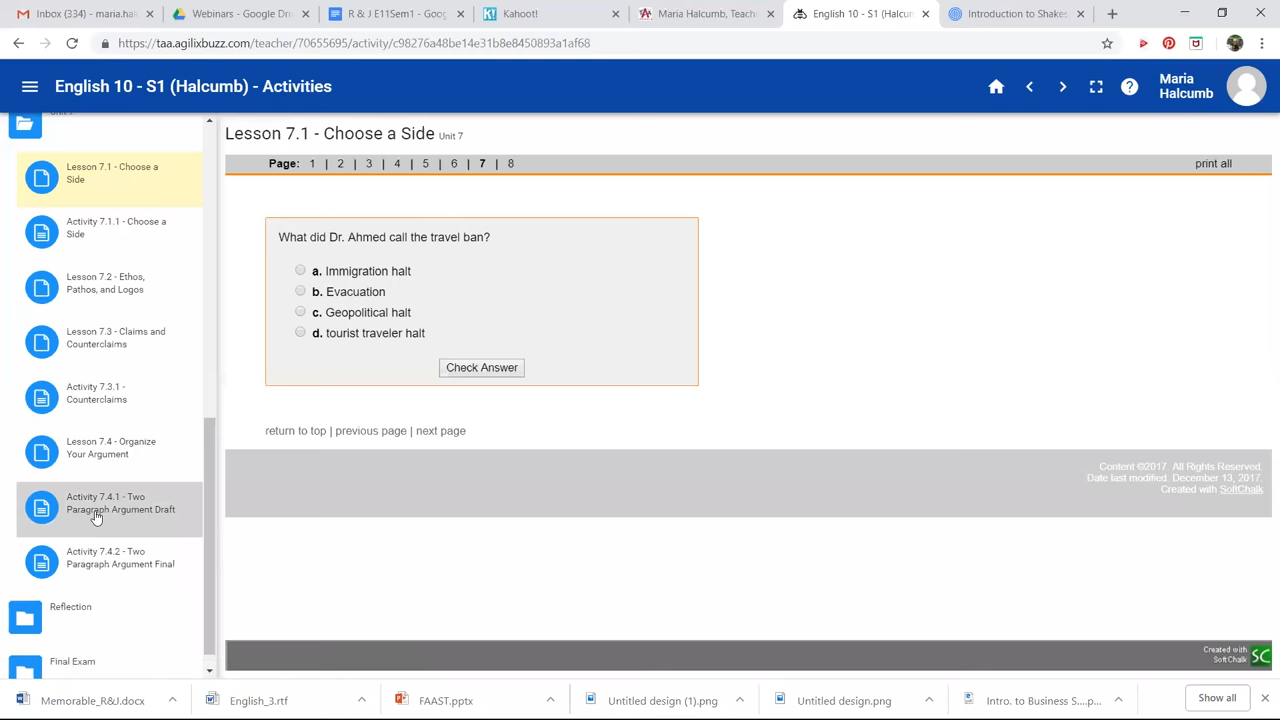 Inbox (334) - maria.hal
Webinars - Google Dri
R & J E11Sem1 - Goog
Kahoot!
Maria Halcumb, Teache
English 10 - S1 (Halcum
Introduction to Shakes
https://taa.agilixbuzz.com/teacher/70655695/activity/c98276a48be14e31b8e8450893a1af68
English 10 - S1 (Halcumb) - Activities
Maria
Halcumb
Lesson 7.1 - Choose a
Side
Activity 7.1.1 - Choose a
Side
Lesson 7.2 - Ethos,
Pathos, and Logos
Lesson 7.3 - Claims and
Counterclaims
Activity 7.3.1 -
Counterclaims
Lesson 7.4 - Organize
Your Argument
Activity 7.4.1 - Two
Paragraph Argument Draft
Activity 7.4.2 - Two
Paragraph Argument Final
Reflection
Final Exam
Lesson 7.1 - Choose a Side Unit 7
Page: 1 | 2 | 3 | 4 | 5 | 6 | 7 | 8
print all
What did Dr. Ahmed call the travel ban?
a. Immigration halt
b. Evacuation
c. Geopolitical halt
d. tourist traveler halt
Check Answer
return to top | previous page | next page
Content ©2017. All Rights Reserved.
Date last modified: December 13, 2017.
Created with SoftChalk
Created with
SoftChalk SC
Memorable_R&J.docx
English_3.rtf
FAAST.pptx
Untitled design (1).png
Untitled design.png
Intro. to Business S....p...
Show all